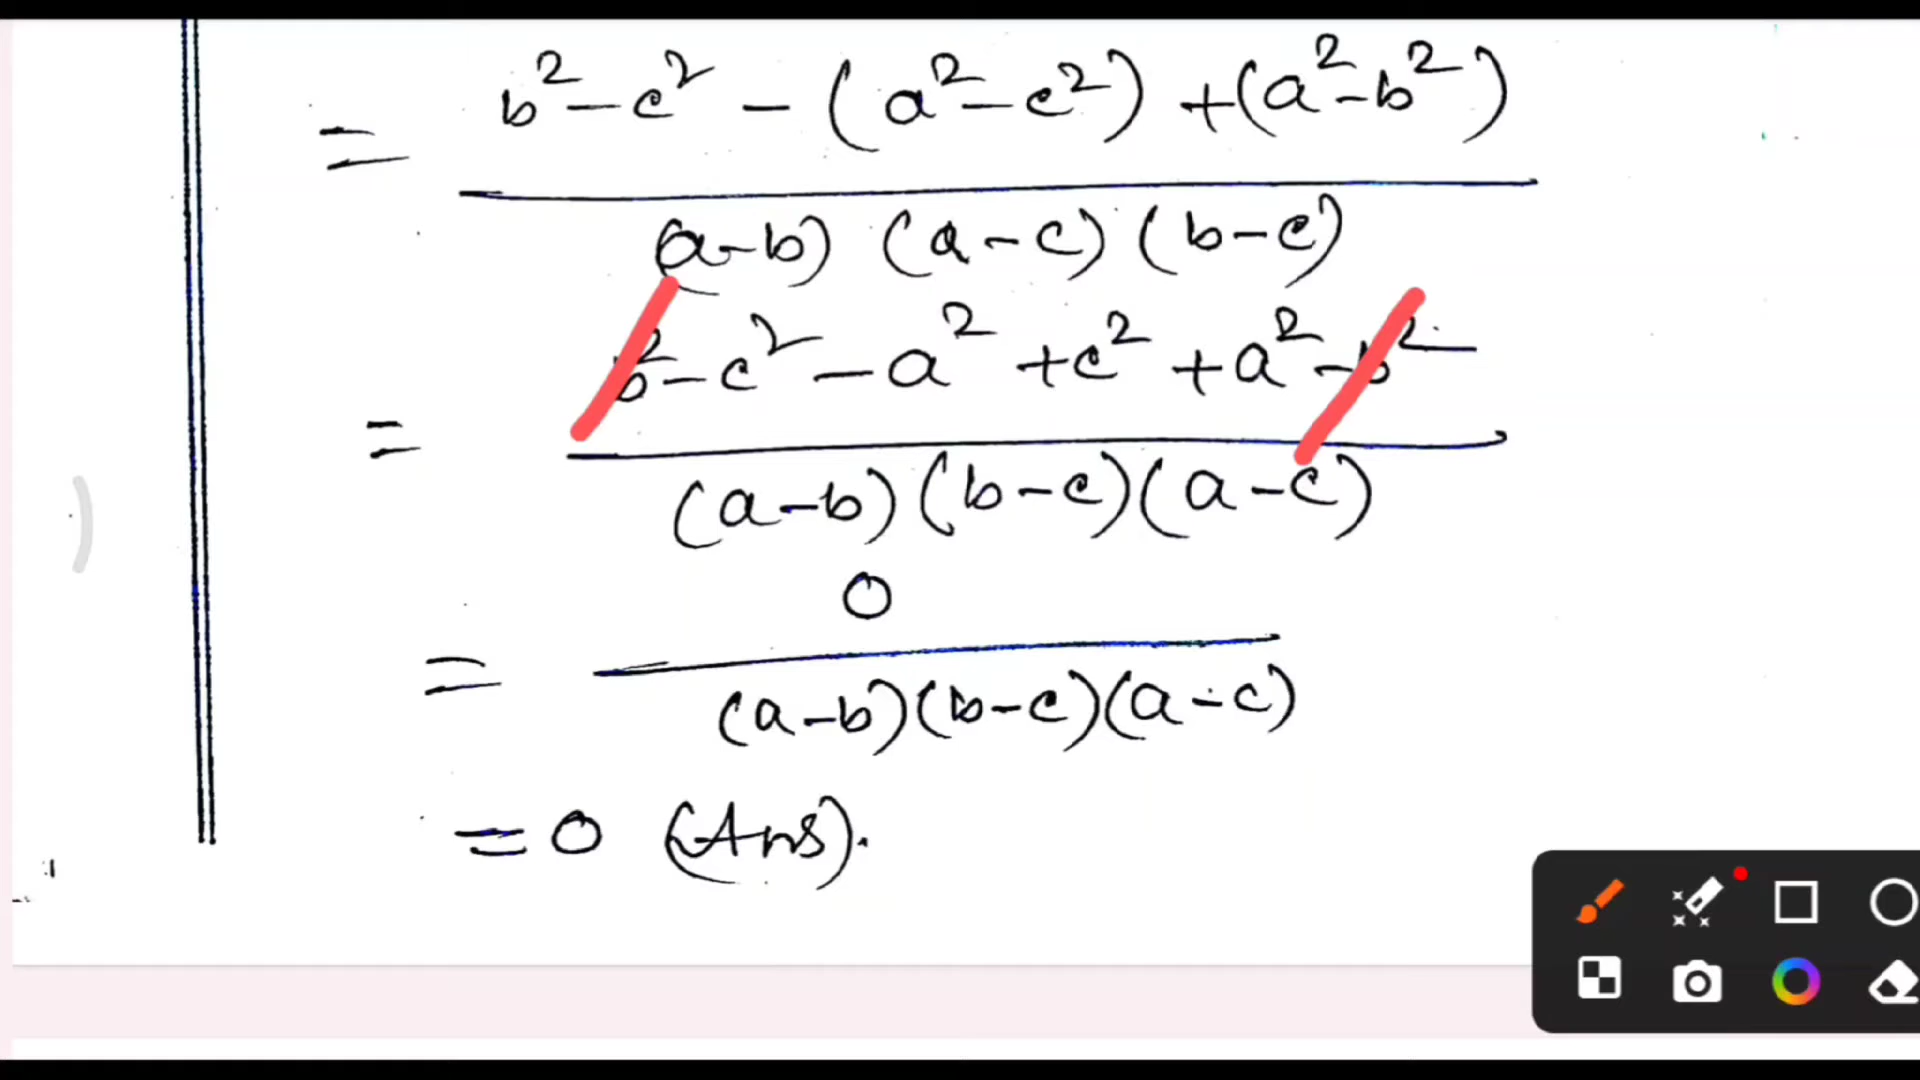 = b² - c² - (a² - c²) + (a² - b²)
(a-b) (a-c) (b-c)
= b² - c² - a² + c² + a² - b²
(a-b)(b-c)(a-c)
= 0
(a-b)(b-c)(a-c)
= 0 (Ans).